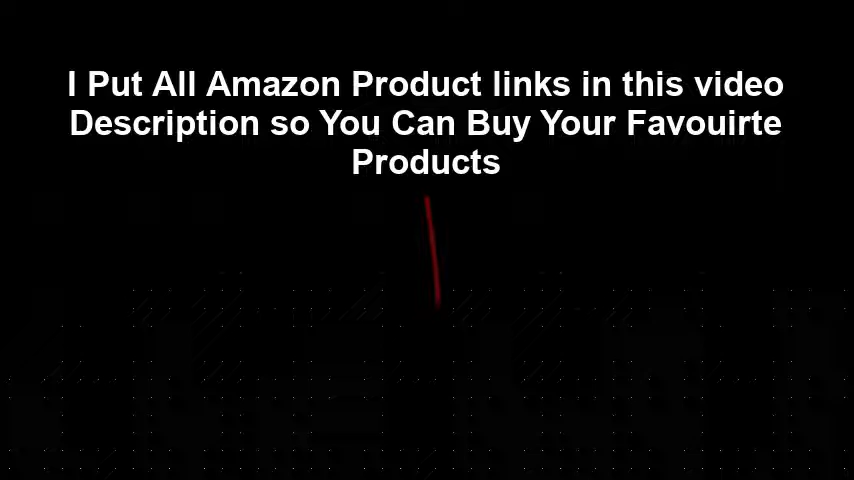 I Put All Amazon Product links in this video
Description so You Can Buy Your Favouirte
Products